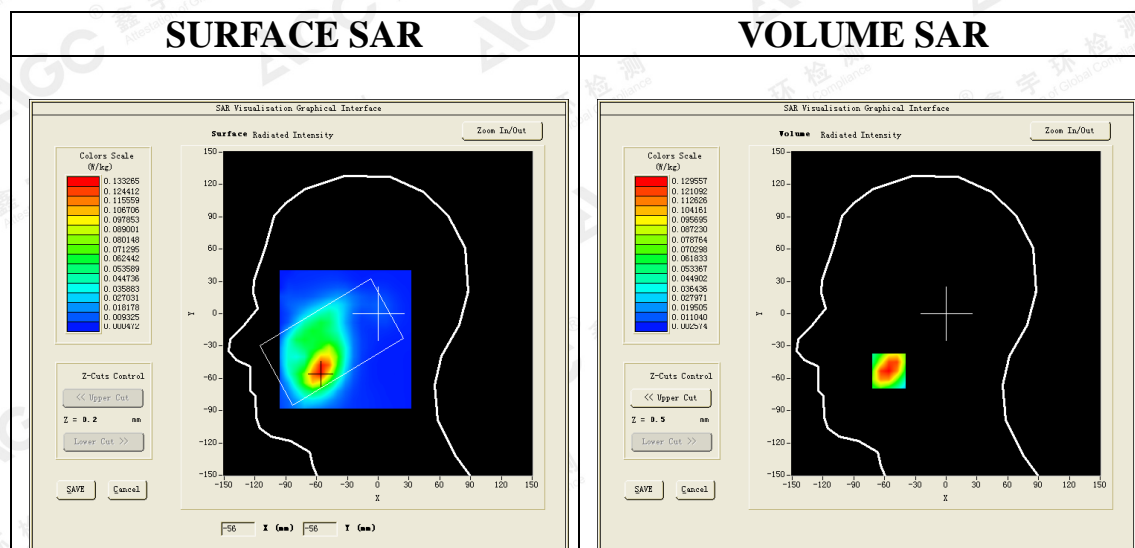 SURFACE SAR
VOLUME SAR
SAR Visualisation Graphical Interface
Surface Radiated Intensity
Zoom In/Out
Colors Scale
(W/kg)
0.133265
0.124412
0.115559
0.106706
0.097853
0.089001
0.080148
0.071295
0.062442
0.053589
0.044736
0.035883
0.027031
0.018178
0.009325
0.000472
150
120
90
60
30
0
-30
-60
-90
-120
-150
Y
-150 -120 -90 -60 -30 0 30 60 90 120 150
X
Z-Cuts Control
<< Upper Cut
Z = 0.2 mm
Lower Cut >>
SAVE Cancel
-56 X (mm) -56 Y (mm)
SAR Visualisation Graphical Interface
Volume Radiated Intensity
Zoom In/Out
Colors Scale
(W/kg)
0.129557
0.121092
0.112626
0.104161
0.095695
0.087230
0.078764
0.070298
0.061833
0.053367
0.044902
0.036436
0.027971
0.019505
0.011040
0.002574
150
120
90
60
30
0
-30
-60
-90
-120
-150
Y
-150 -120 -90 -60 -30 0 30 60 90 120 150
X
Z-Cuts Control
<< Upper Cut
Z = 0.5 mm
Lower Cut >>
SAVE Cancel
AGC